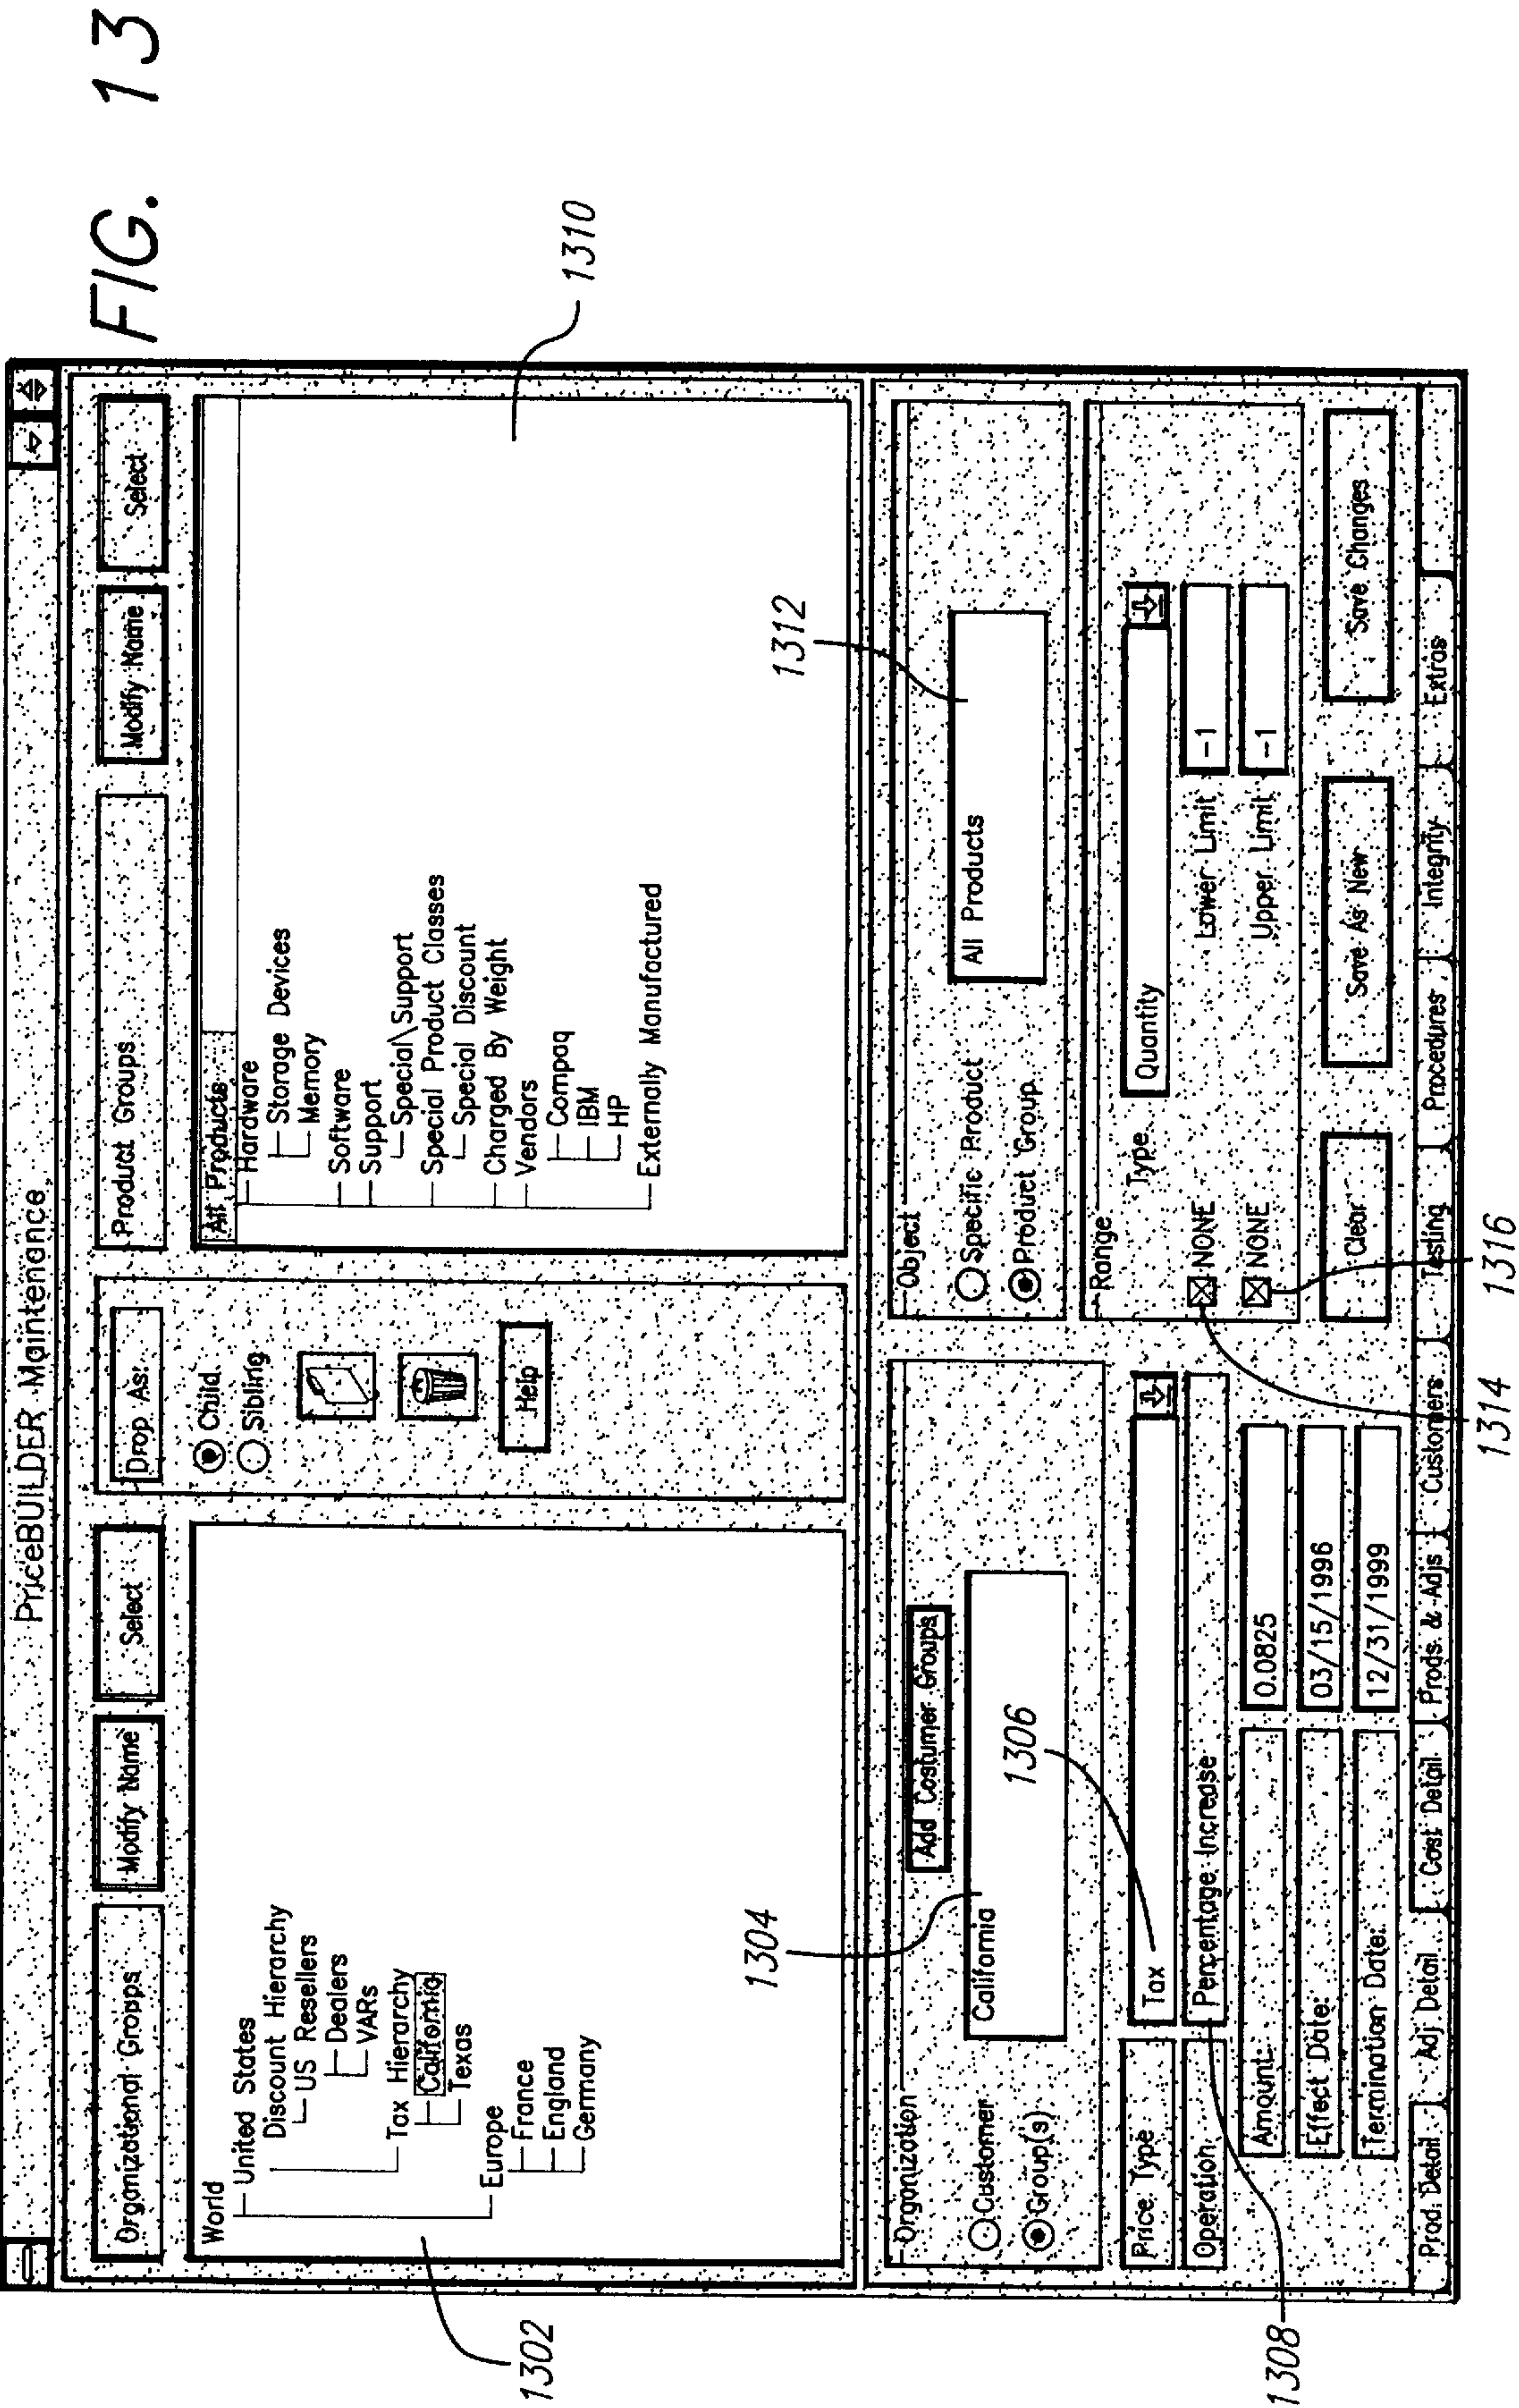 FIG. 13
PriceBUILDER Maintenance
Organizational Gropps
Modify Name
Select
World
United States
Discount Hierarchy
US Resellers
Dealers
VARs
Tax Hierarchy
California
Texas
Europe
France
England
Germany
1302
Drop As:
Child
Sibling
Help
Product Groups
Modify Name
Select
All Products
Hardware
Storage Devices
Memory
Software
Support
Special\Support
Special Product Classes
Special Discount
Charged By Weight
Vendors
Compaq
IBM
HP
Externally Manufactured
1310
Organization
Add Costumer Groups
Customer
Group(s)
California
1304
1306
Price Type
Tax
Operation
Percentage Increase
Amount:
0.0825
Effect Date:
03/15/1996
Termination Date:
12/31/1999
1308
Object
Specific Product
Product Group
All Products
1312
Range
Type
Quantity
NONE
Lower Limit
-1
NONE
Upper Limit
-1
Clear
Save As New
Save Changes
Prod. Detail
Adj Detail
Cost Detail
Prods & Adjs
Customers
Testing
Procedures
Integrity
Extras
1314
1316